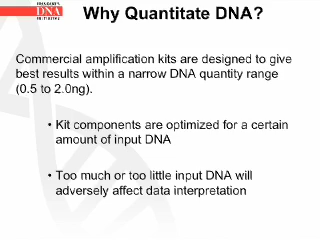 PRESIDENT'S
DNA
INITIATIVE
Why Quantitate DNA?
Commercial amplification kits are designed to give
best results within a narrow DNA quantity range
(0.5 to 2.0ng).
• Kit components are optimized for a certain
amount of input DNA
• Too much or too little input DNA will
adversely affect data interpretation